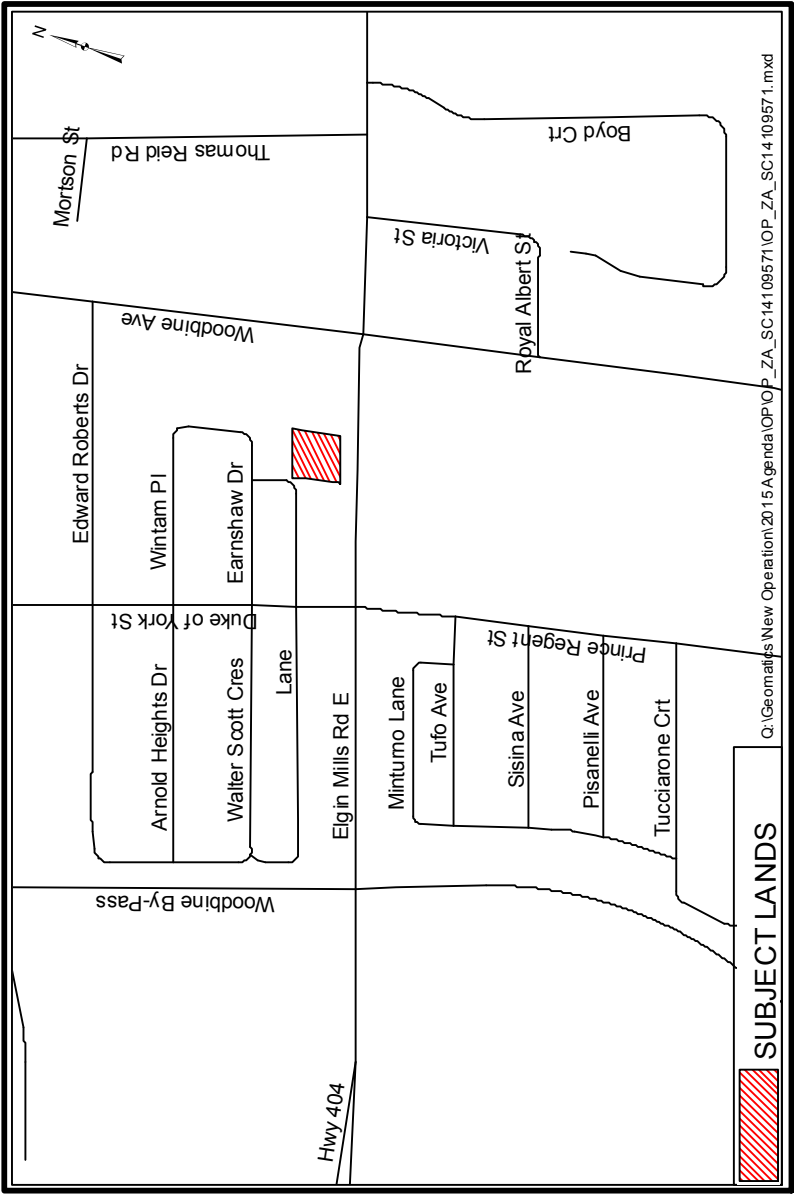 N
Mortson St
Thomas Reid Rd
Boyd Crt
Victoria St
Royal Albert St
Woodbine Ave
Edward Roberts Dr
Wintam Pl
Earnshaw Dr
Duke of York St
Arnold Heights Dr
Walter Scott Cres
Lane
Elgin Mills Rd E
Prince Regent St
Minturno Lane
Tufo Ave
Sisina Ave
Pisanelli Ave
Tucciarone Crt
Woodbine By-Pass
Hwy 404
SUBJECT LANDS
Q:\Geomatics\New Operation\2015 Agenda\OP\OP_ZA_SC14109571\OP_ZA_SC14109571.mxd